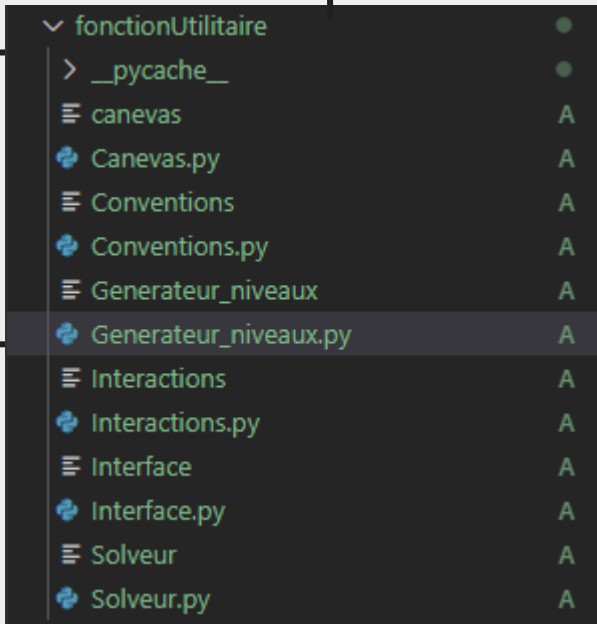 fonctionUtilitaire
__pycache__
canevas A
Canevas.py A
Conventions A
Conventions.py A
Generateur_niveaux A
Generateur_niveaux.py A
Interactions A
Interactions.py A
Interface A
Interface.py A
Solveur A
Solveur.py A